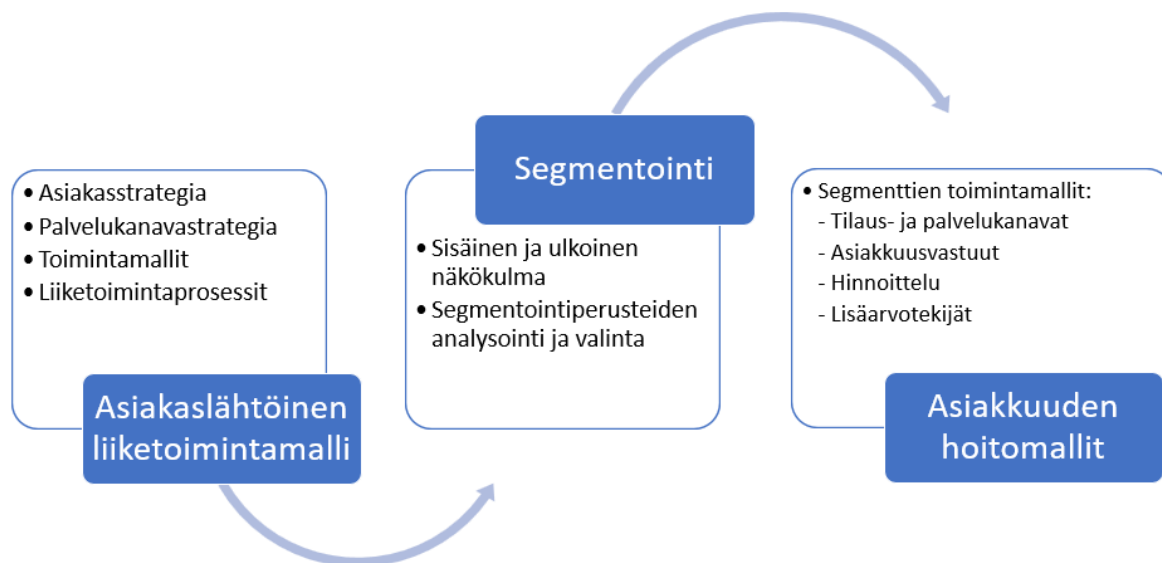 • Asiakasstrategia
• Palvelukanavastrategia
• Toimintamallit
• Liiketoimintaprosessit
Asiakaslähtöinen
liiketoimintamalli
Segmentointi
• Sisäinen ja ulkoinen
näkökulma
• Segmentointiperusteiden
analysointi ja valinta
• Segmenttien toimintamallit:
- Tilaus- ja palvelukanavat
- Asiakkuusvastuut
- Hinnoittelu
- Lisäarvotekijät
Asiakkuuden
hoitomallit